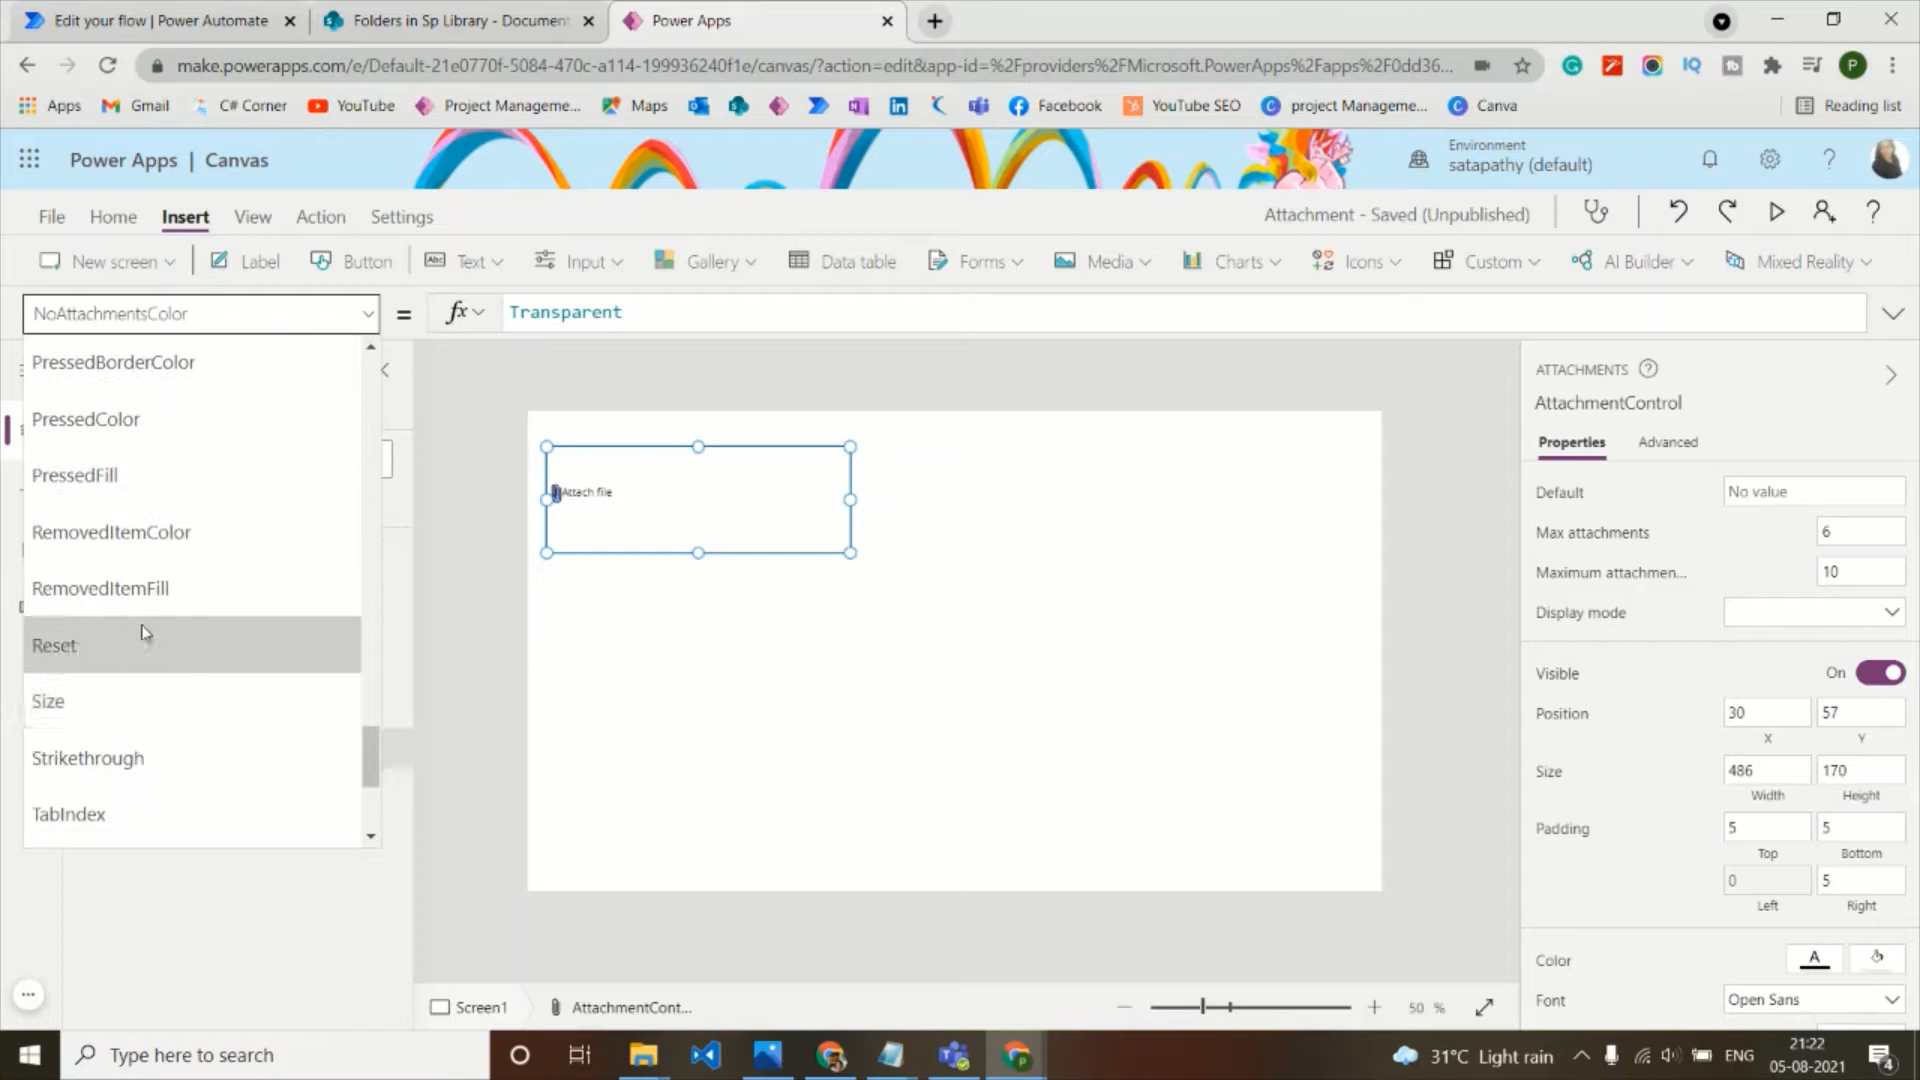 Edit your flow | Power Automate
Folders in Sp Library - Document
Power Apps
make.powerapps.com/e/Default-21e0770f-5084-470c-a114-199936240f1e/canvas/?action=edit&app-id=%2Fproviders%2FMicrosoft.PowerApps%2Fapps%2F0dd36...
P
Apps
Gmail
C# Corner
YouTube
Project Manageme...
Maps
Facebook
YouTube SEO
project Manageme...
Canva
Reading list
Power Apps | Canvas
Environment
satapathy (default)
File
Home
Insert
View
Action
Settings
Attachment - Saved (Unpublished)
New screen
Label
Button
Text
Input
Gallery
Data table
Forms
Media
Charts
Icons
Custom
AI Builder
Mixed Reality
NoAttachmentsColor
=
fx
Transparent
PressedBorderColor
PressedColor
PressedFill
RemovedItemColor
RemovedItemFill
Reset
Size
Strikethrough
TabIndex
Attach file
ATTACHMENTS
AttachmentControl
Properties
Advanced
Default
No value
Max attachments
6
Maximum attachmen...
10
Display mode
Visible
On
Position
30
57
X
Y
Size
486
170
Width
Height
Padding
5
5
Top
Bottom
0
5
Left
Right
Color
A
Font
Open Sans
Screen1
AttachmentCont...
50 %
Type here to search
31°C Light rain
ENG
21:22
05-08-2021
4